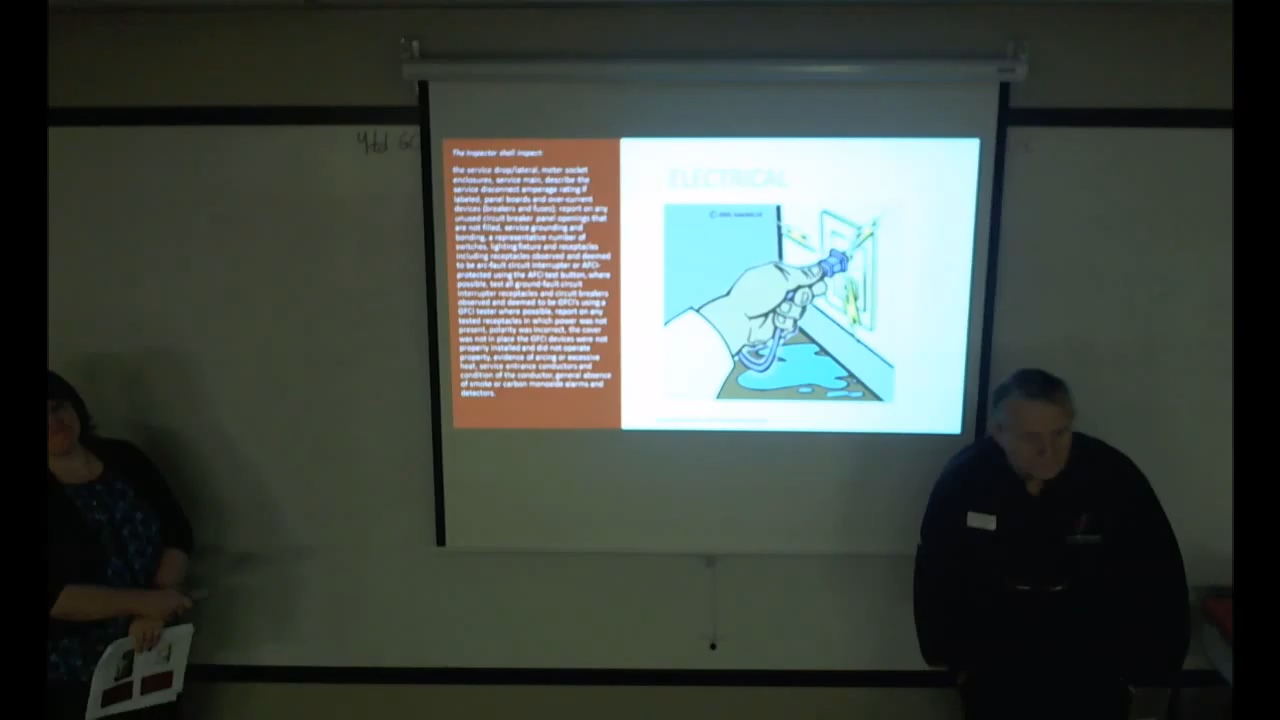 Ytd GC
The inspector shall inspect:
the service drop/lateral, meter socket
enclosures, service main, describe the
service disconnect amperage rating if
labeled, panel boards and over-current
devices (breakers and fuses); report on any
unused circuit breaker panel openings that
are not filled, service grounding and
bonding, a representative number of
switches, lighting fixture and receptacles
including receptacles observed and deemed
to be arc-fault circuit interrupter or AFCI-
protected using the AFCI test button, where
possible, test all ground-fault circuit
interrupter receptacles and circuit breakers
observed and deemed to be GFCI's using a
GFCI tester where possible, report on any
tested receptacles in which power was not
present, polarity was incorrect, the cover
was not in place the GFCI devices were not
properly installed and did not operate
property, evidence of arcing or excessive
heat, service entrance conductors and
condition of the conductor, general absence
of smoke or carbon monoxide alarms and
detectors.
ELECTRICAL
©